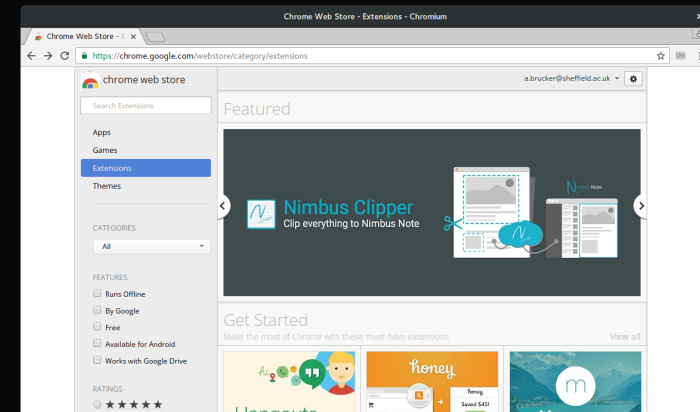 Chrome Web Store - Extensions - Chromium
Chrome Web Store - E
https://chrome.google.com/webstore/category/extensions
chrome web store
a.brucker@sheffield.ac.uk
Search Extensions
Apps
Games
Extensions
Themes
CATEGORIES
All
FEATURES
Runs Offline
By Google
Free
Available for Android
Works with Google Drive
RATINGS
Featured
Nimbus Clipper
Clip everything to Nimbus Note
Nimbus Note
Get Started
Make the most of Chrome with these must-have extensions
View all
hi
Hangouts
honey
honey
Saved $45!
m